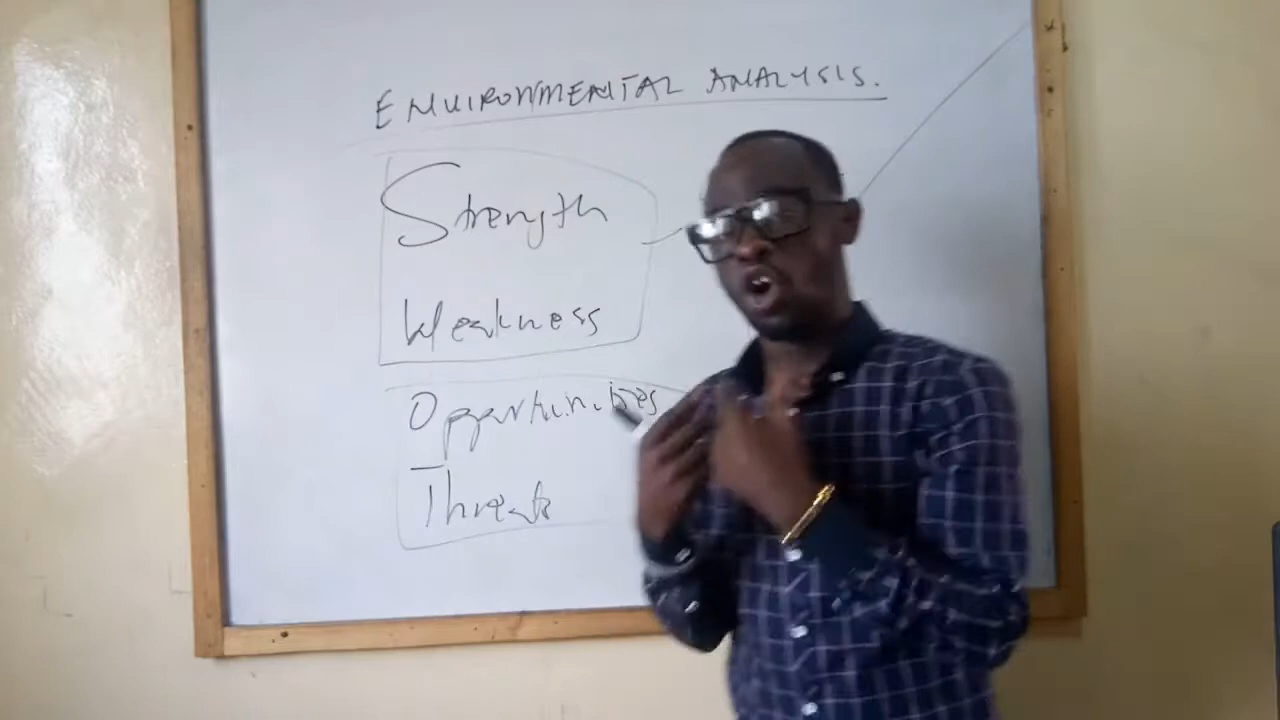 ENVIRONMENTAL ANALYSIS.
Strength
Weakness
Opportunities
Threats